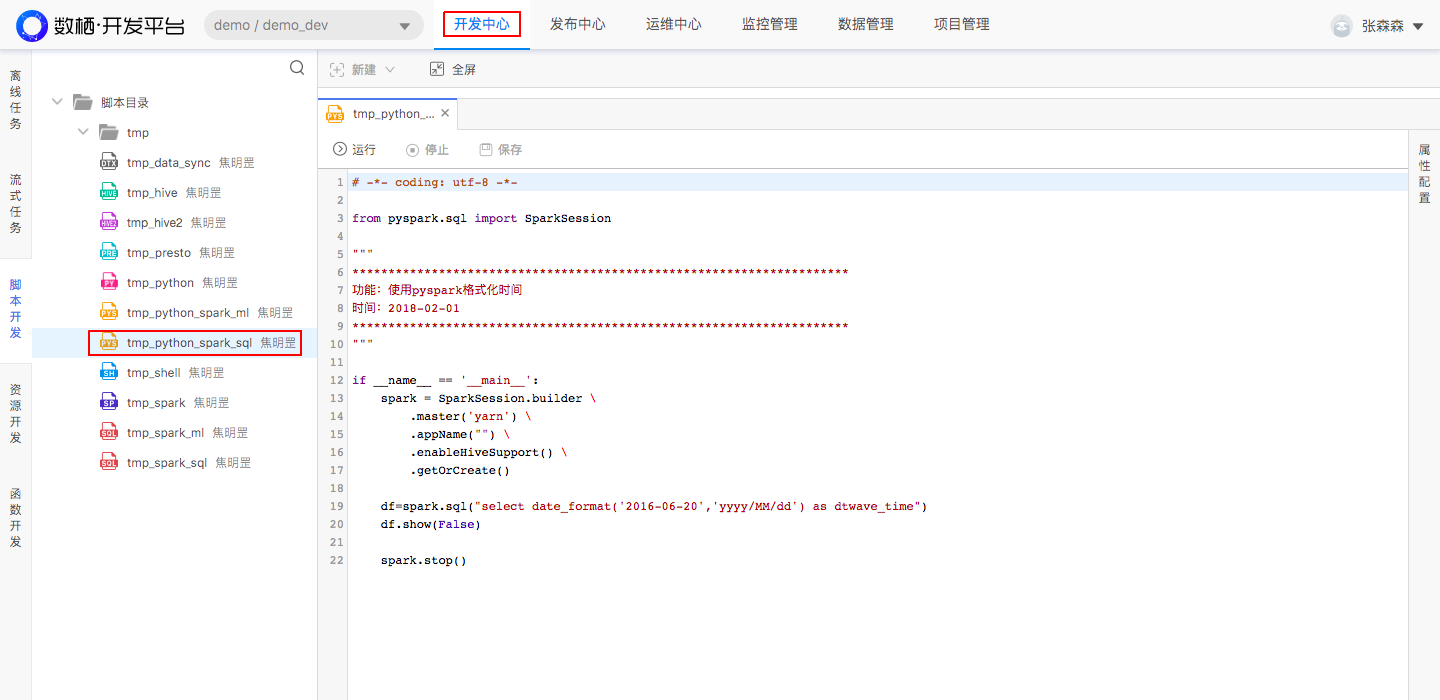 数栖·开发平台
demo / demo_dev
开发中心
发布中心
运维中心
监控管理
数据管理
项目管理
张森森
离线任务
流式任务
脚本开发
资源开发
函数开发
脚本目录
tmp
DTX tmp_data_sync 焦明罡
HIVE tmp_hive 焦明罡
HIVE2 tmp_hive2 焦明罡
PRE tmp_presto 焦明罡
PY tmp_python 焦明罡
PYS tmp_python_spark_ml 焦明罡
PYS tmp_python_spark_sql 焦明罡
SH tmp_shell 焦明罡
SP tmp_spark 焦明罡
SQL tmp_spark_ml 焦明罡
SQL tmp_spark_sql 焦明罡
新建
全屏
PYS tmp_python_...
运行
停止
保存
1 # -*- coding: utf-8 -*-
2
3 from pyspark.sql import SparkSession
4
5 """
6 *********************************************************************
7 功能：使用pyspark格式化时间
8 时间：2018-02-01
9 *********************************************************************
10 """
11
12 if __name__ == '__main__':
13 spark = SparkSession.builder \
14 .master('yarn') \
15 .appName("") \
16 .enableHiveSupport() \
17 .getOrCreate()
18
19 df=spark.sql("select date_format('2016-06-20','yyyy/MM/dd') as dtwave_time")
20 df.show(False)
21
22 spark.stop()
属性配置